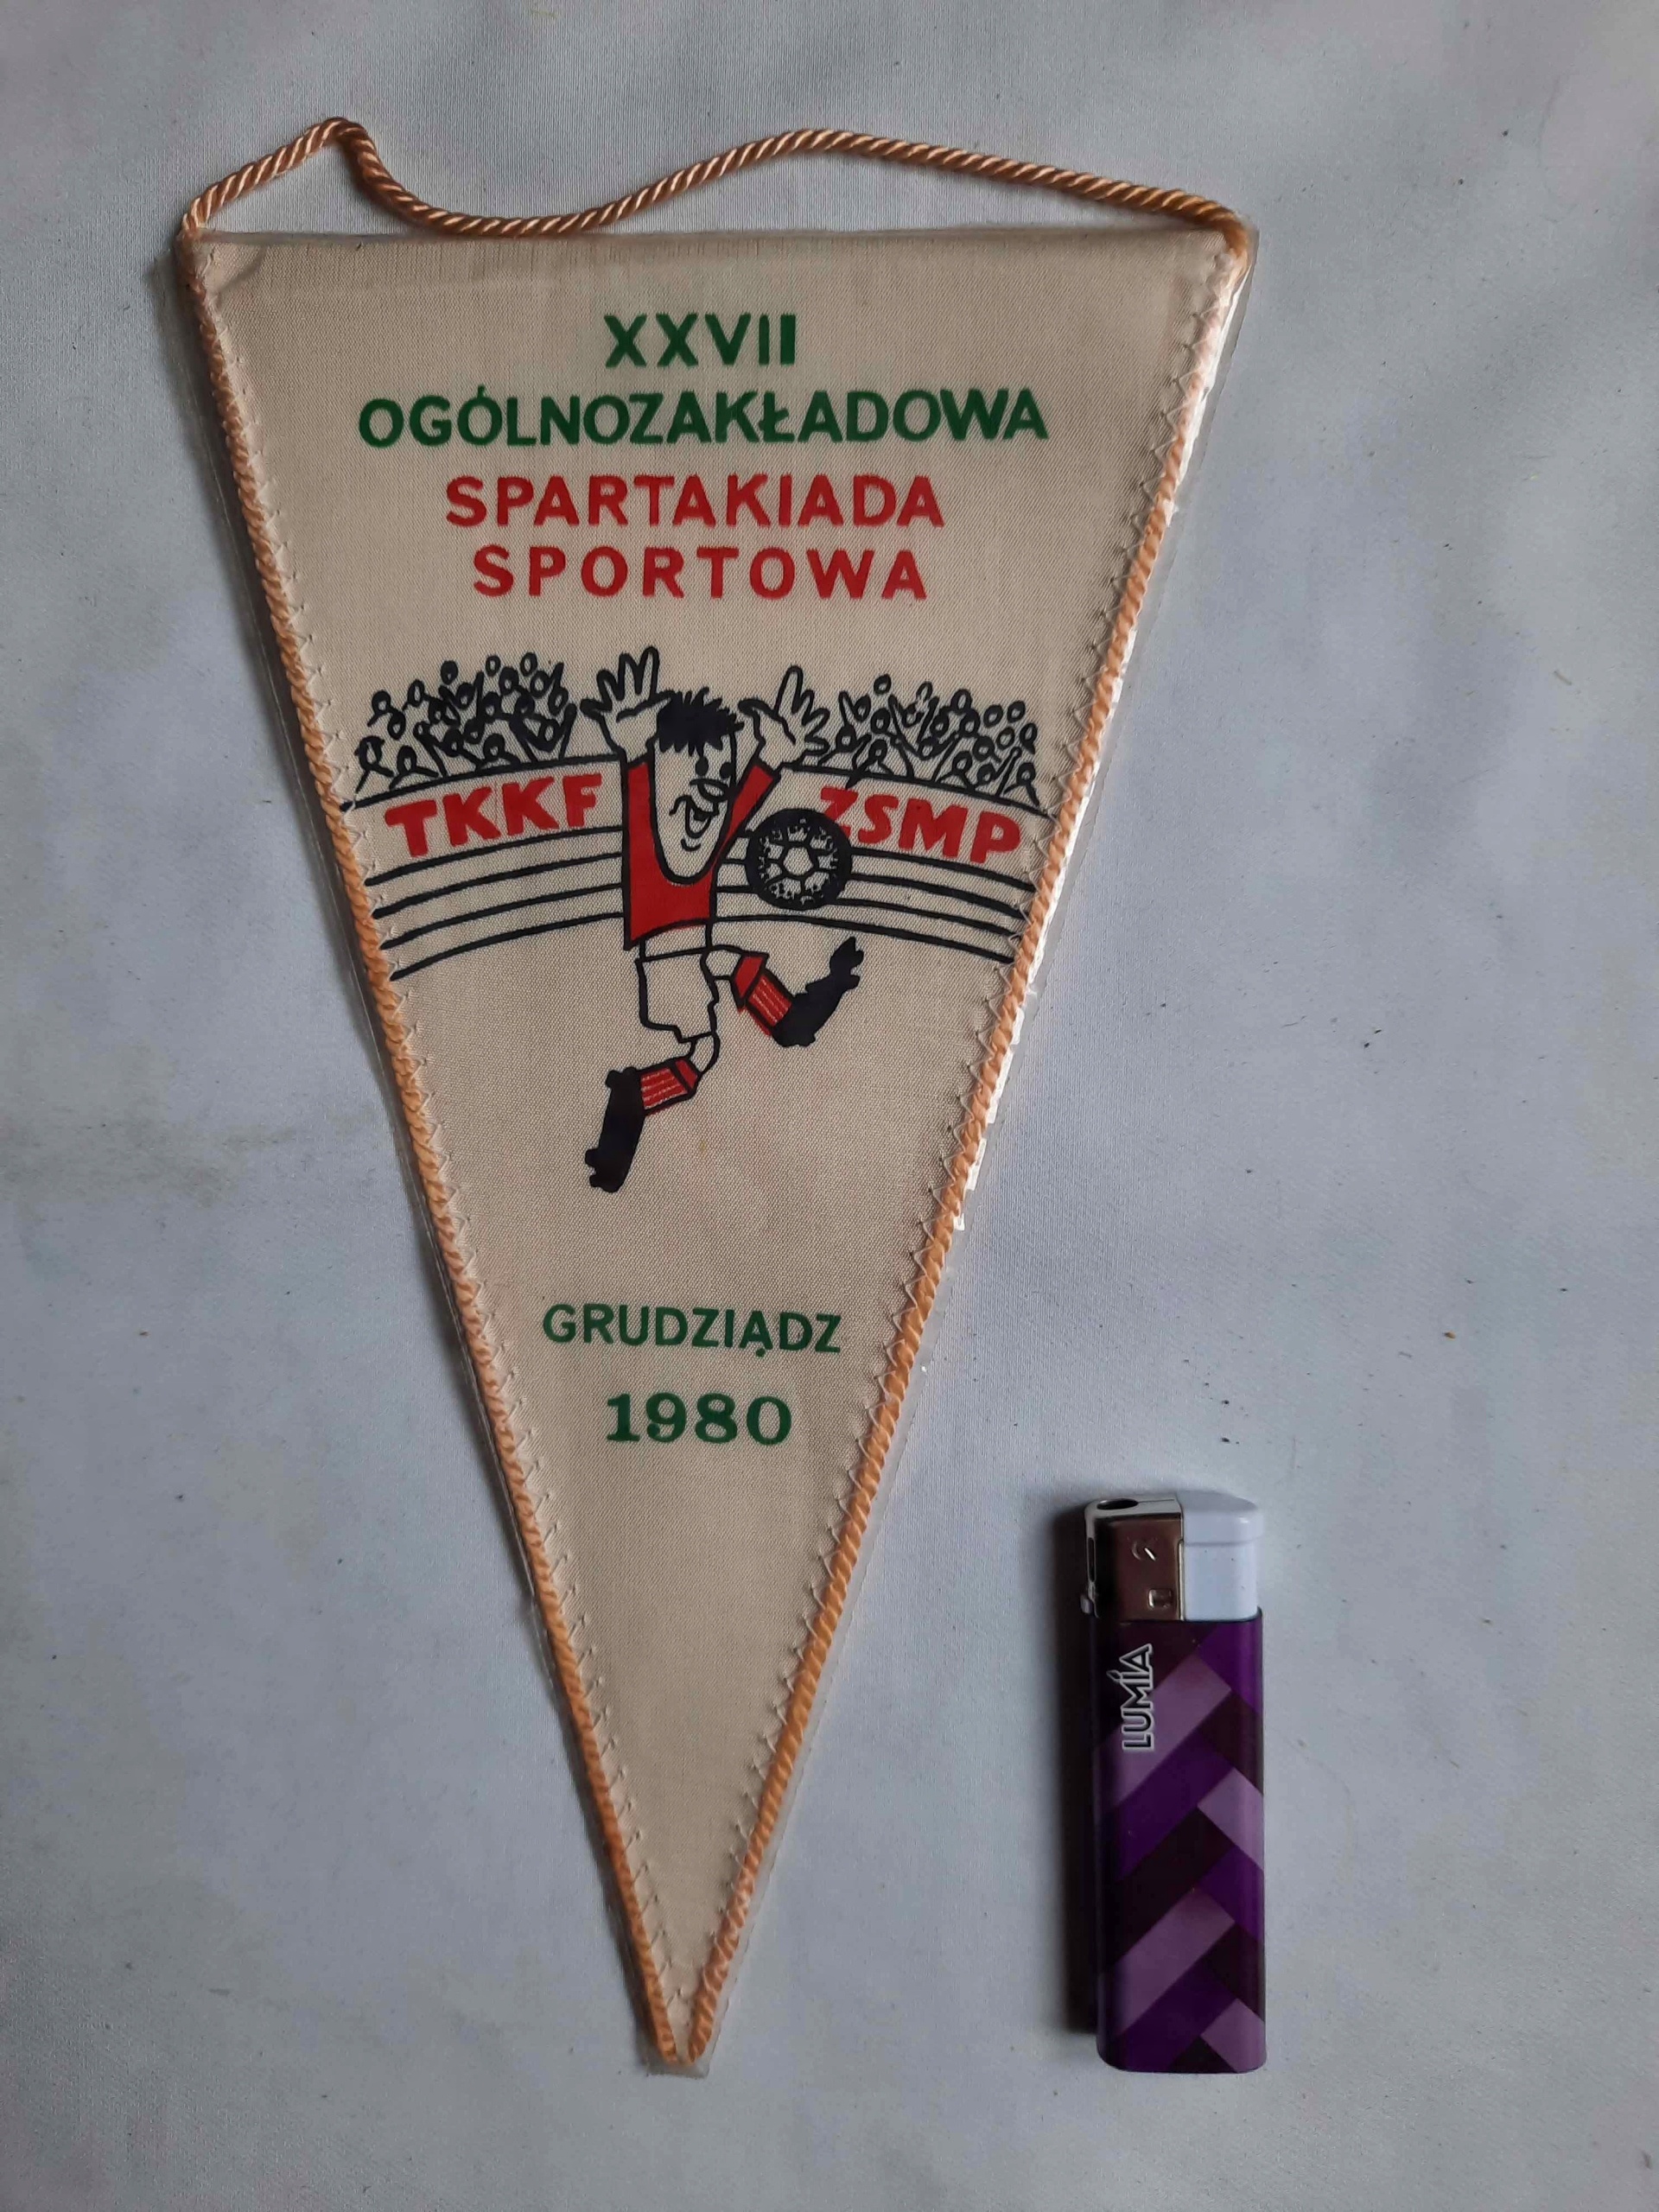 XXVII
OGÓLNOZAKŁADOWA
SPARTAKIADA
SPORTOWA
TKKF ZSMP
GRUDZIĄDZ
1980
LUMIA